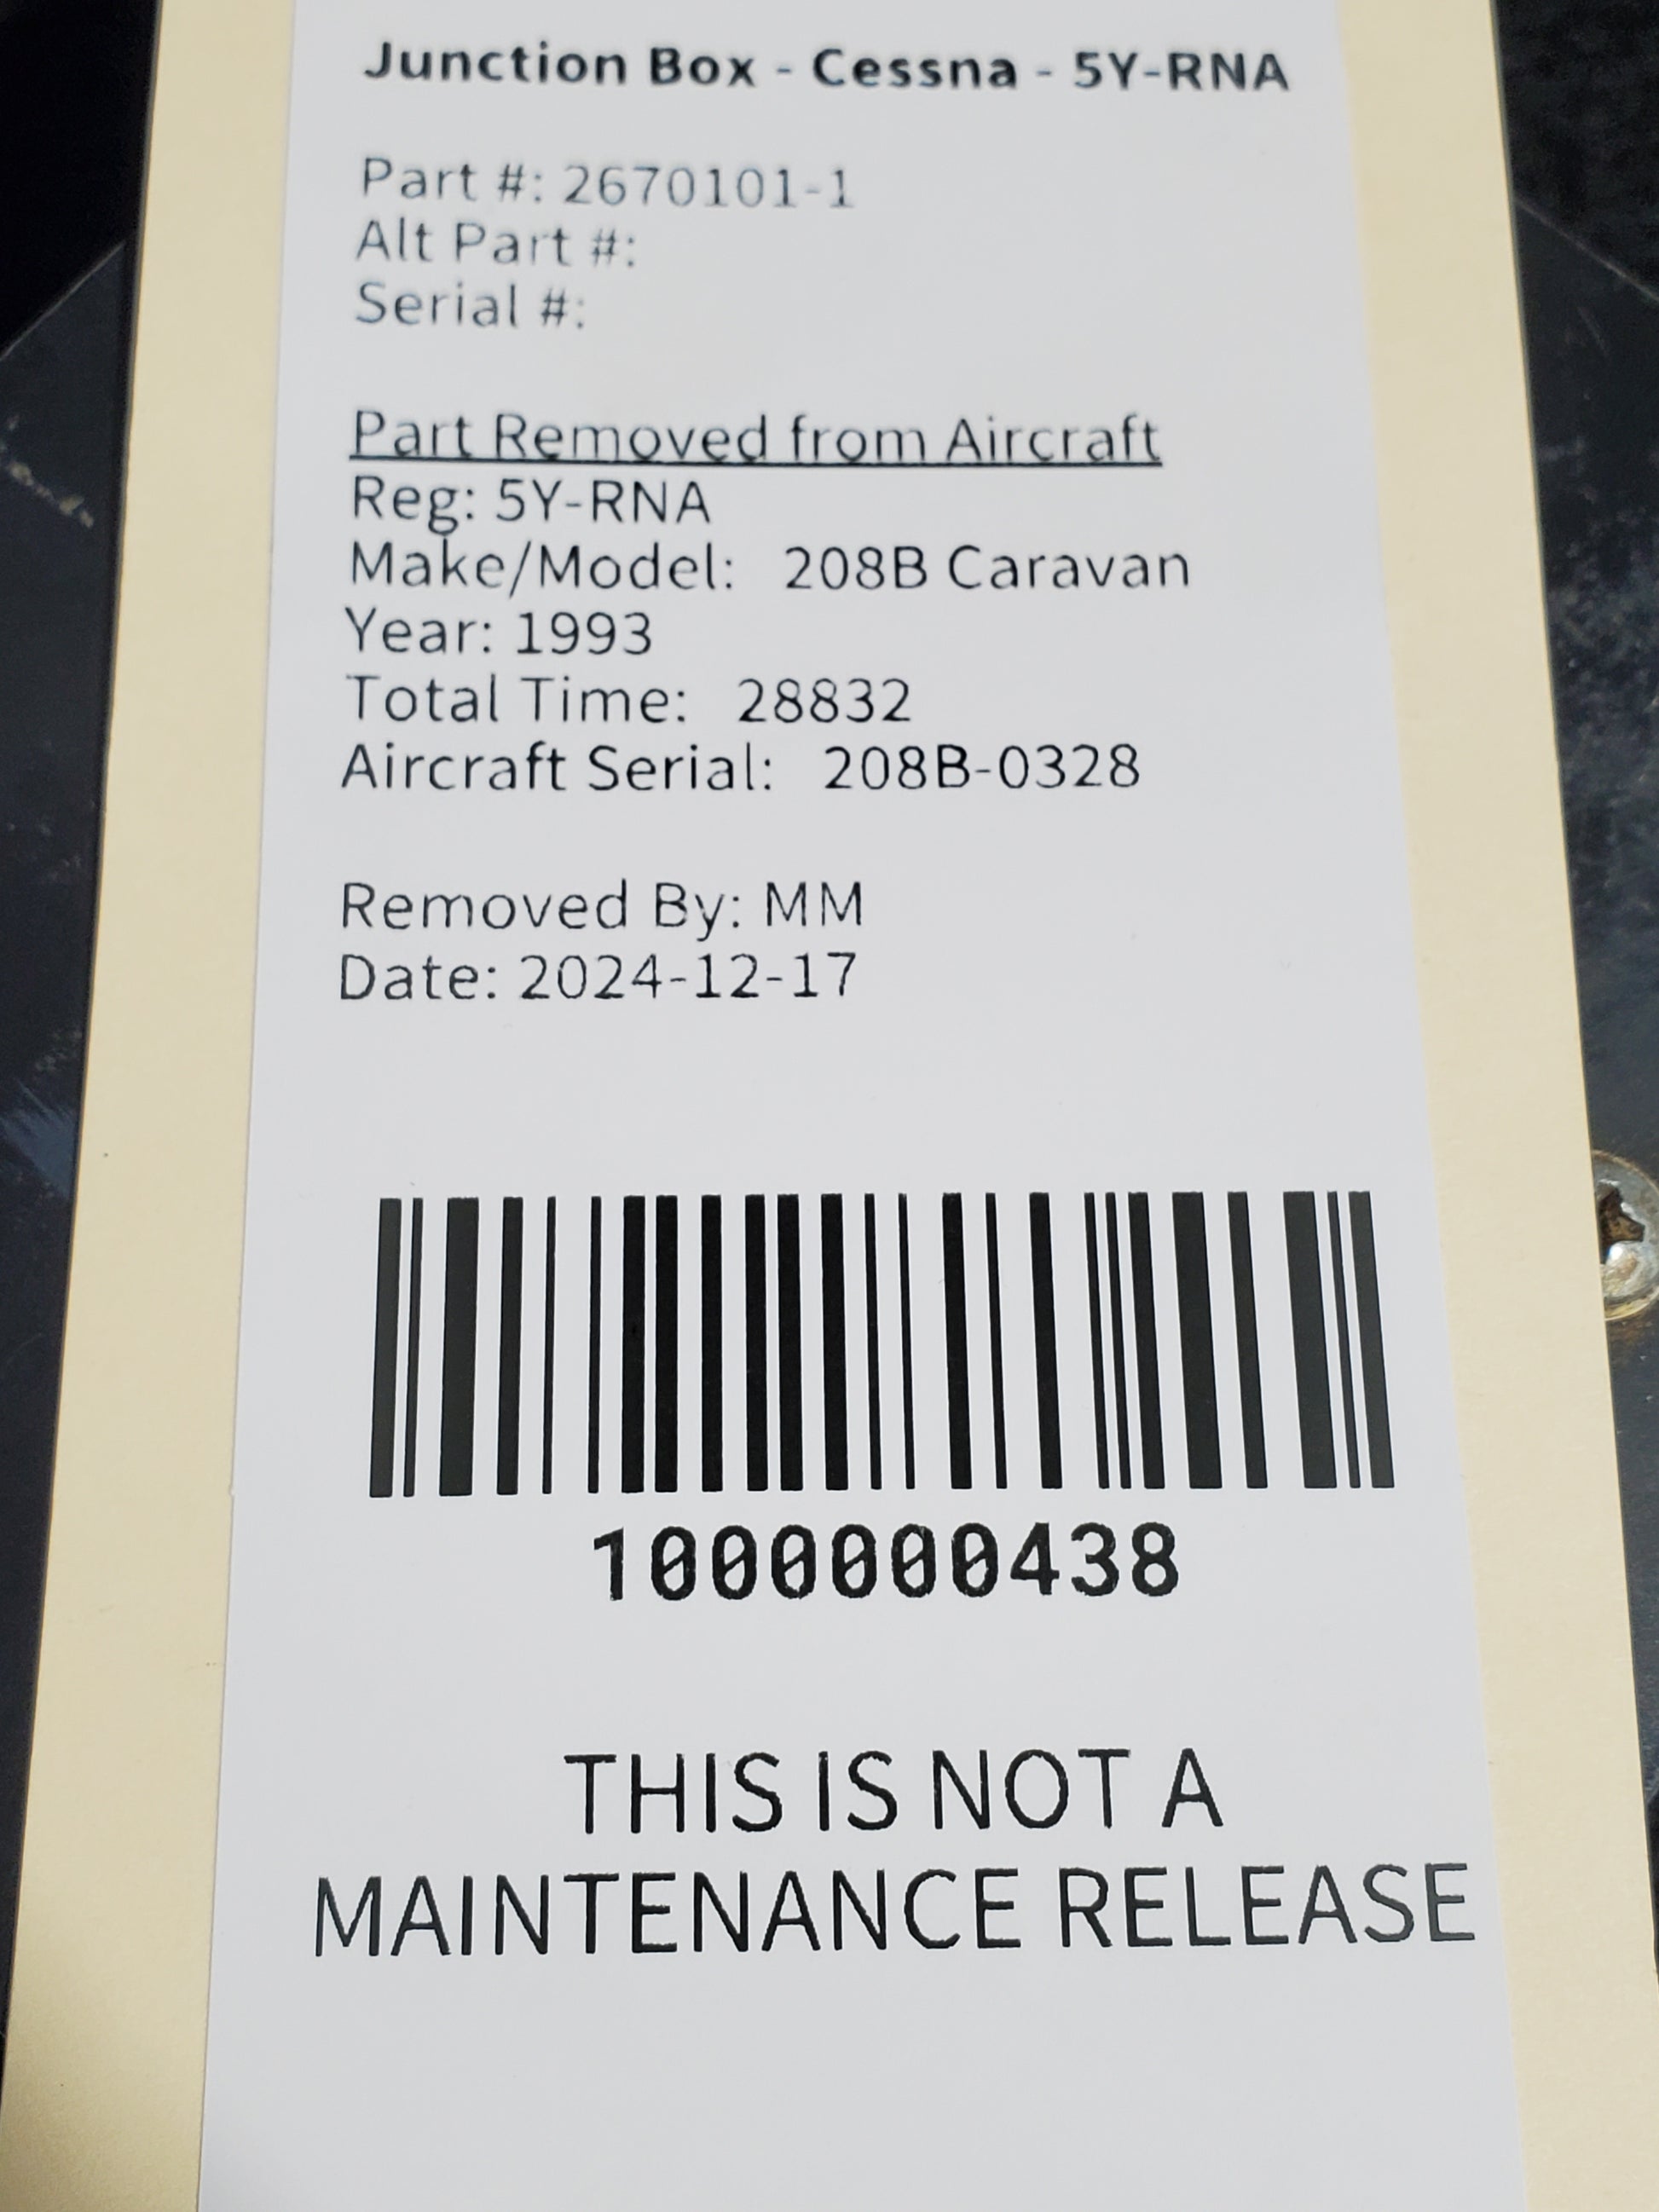 Junction Box - Cessna - 5Y-RNA
Part #: 2670101-1
Alt Part #:
Serial #:
Part Removed from Aircraft
Reg: 5Y-RNA
Make/Model: 208B Caravan
Year: 1993
Total Time: 28832
Aircraft Serial: 208B-0328
Removed By: MM
Date: 2024-12-17
1000000438
THIS IS NOT A
MAINTENANCE RELEASE